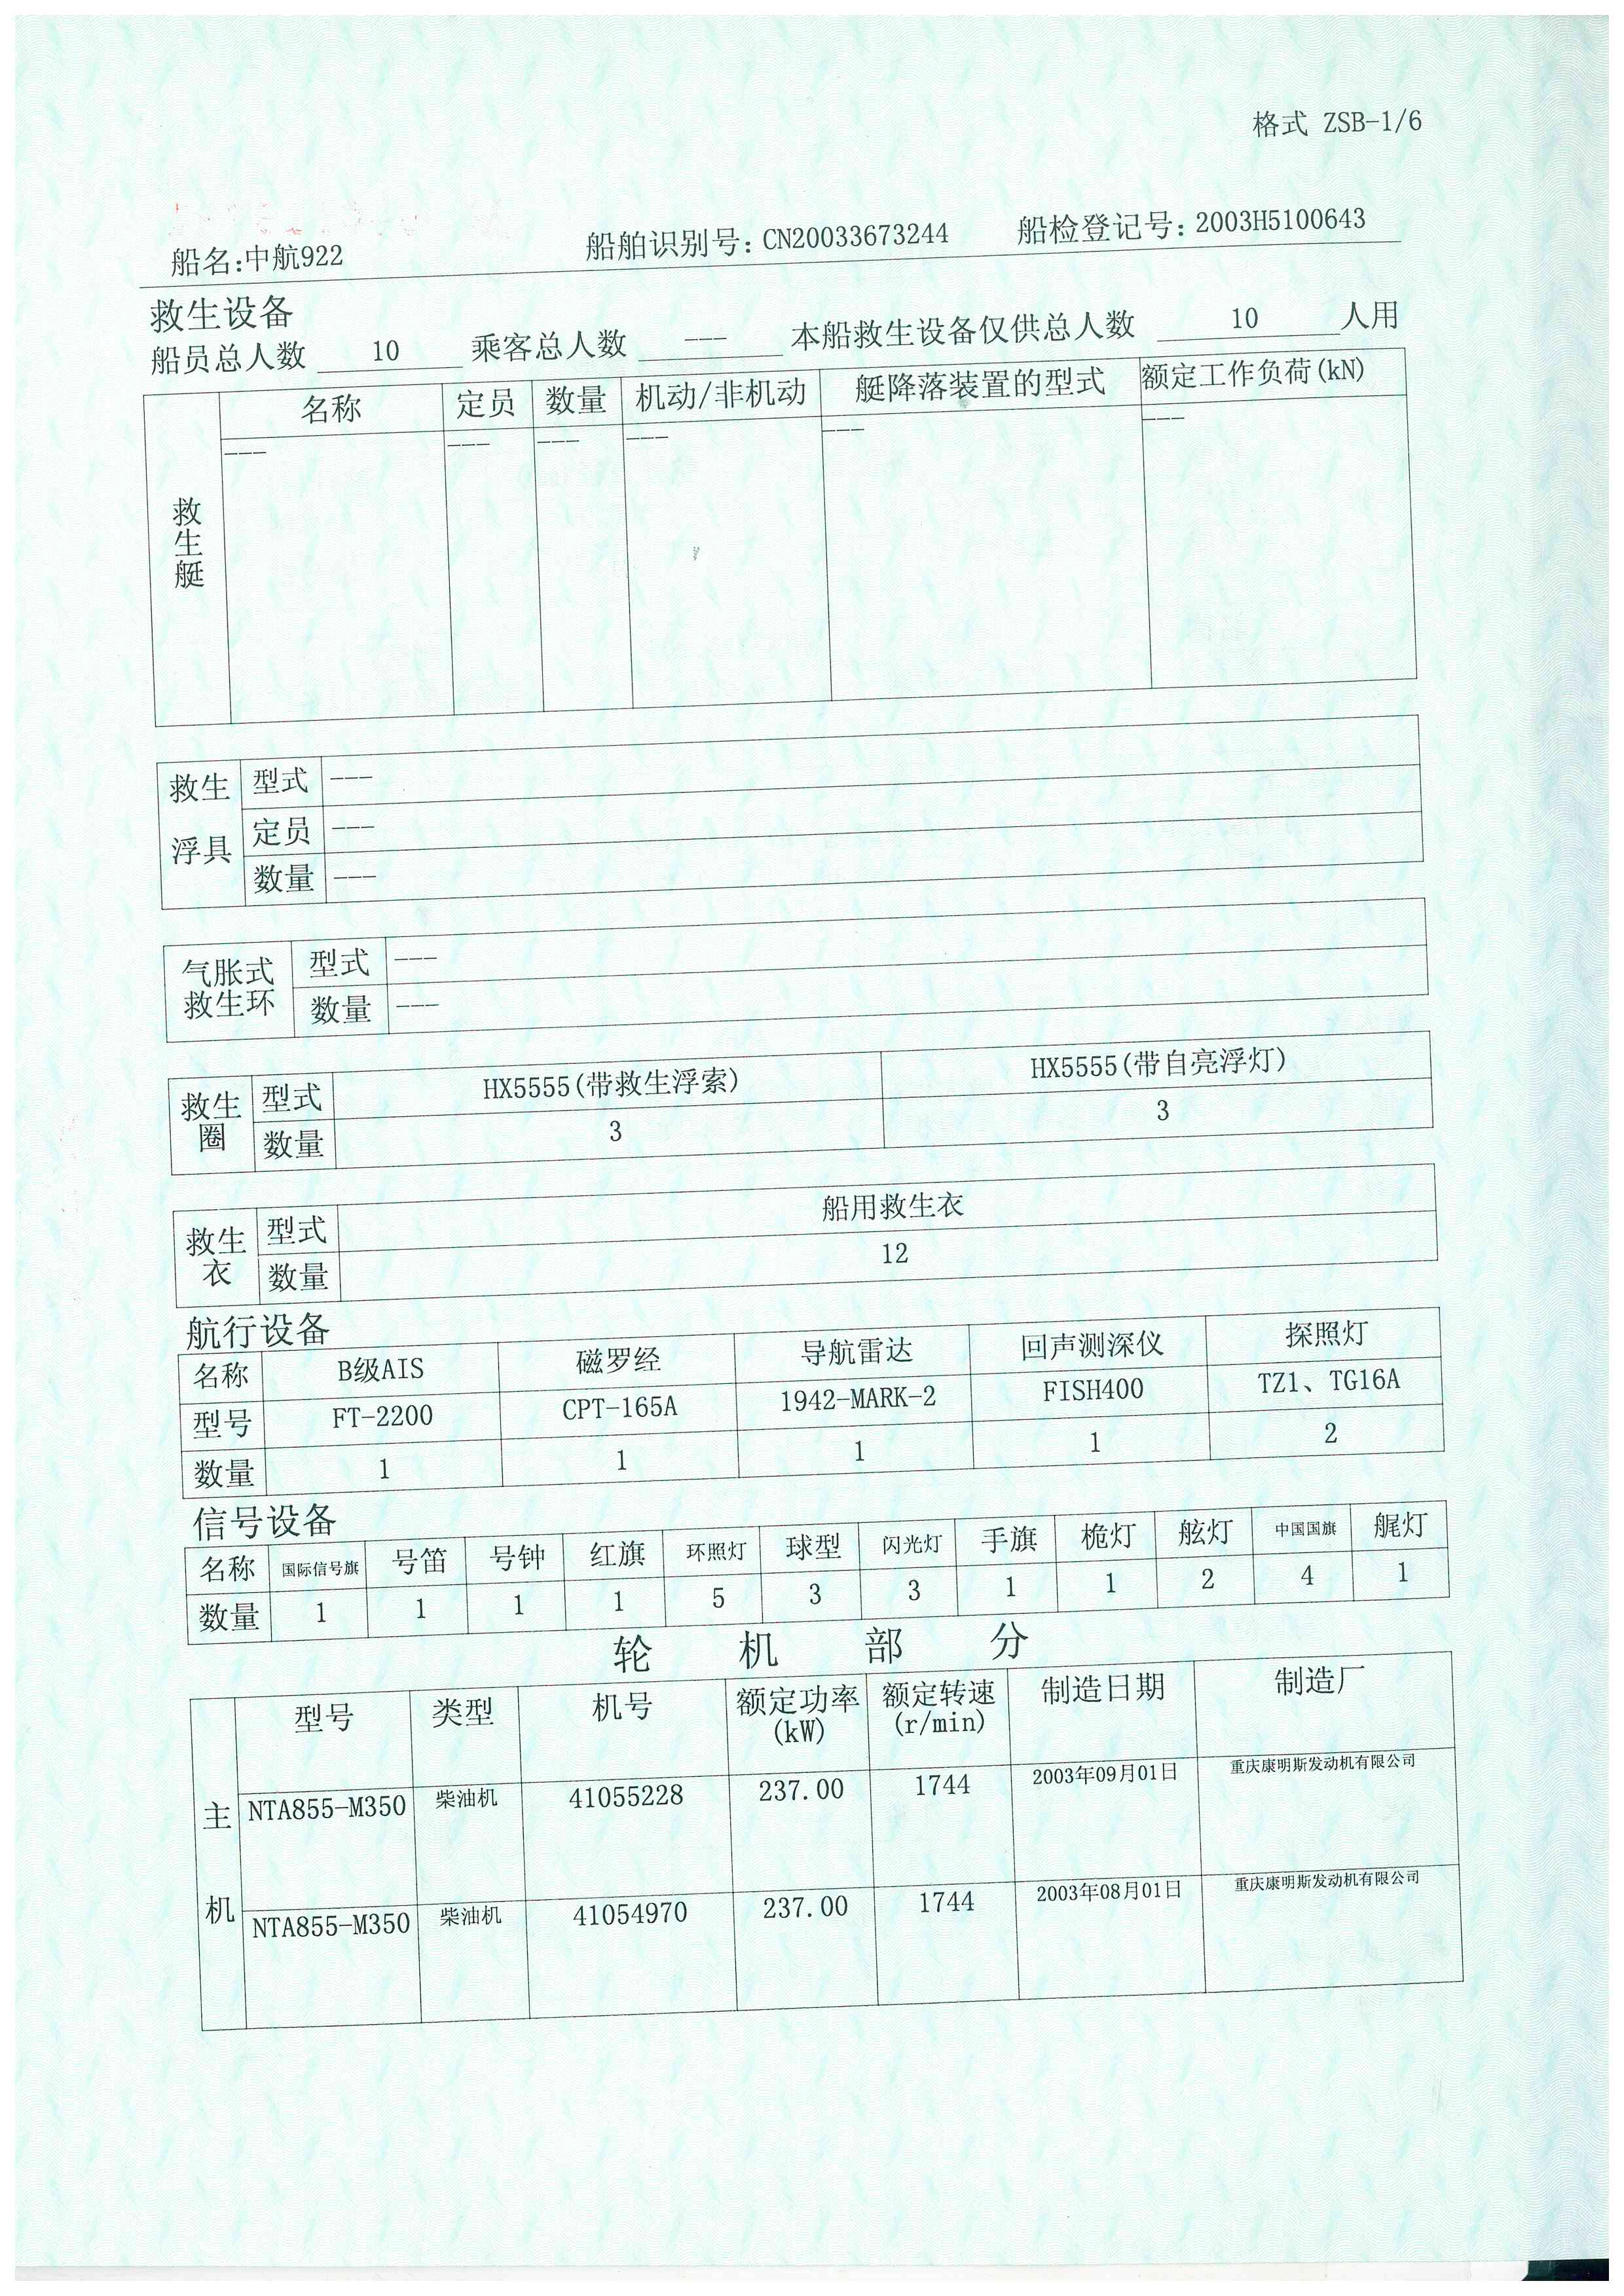 格式 ZSB-1/6
船名:中航922 船舶识别号: CN20033673244 船检登记号: 2003H5100643
救生设备
船员总人数 10 乘客总人数 --- 本船救生设备仅供总人数 10 人用
救生艇
名称 定员 数量 机动/非机动 艇降落装置的型式 额定工作负荷(kN)
--- --- --- --- --- ---
救生浮具
型式 ---
定员 ---
数量 ---
气胀式救生环
型式 ---
数量 ---
救生圈
型式 HX5555(带救生浮索) HX5555(带自亮浮灯)
数量 3 3
救生衣
型式 船用救生衣
数量 12
航行设备
名称 B级AIS 磁罗经 导航雷达 回声测深仪 探照灯
型号 FT-2200 CPT-165A 1942-MARK-2 FISH400 TZ1、TG16A
数量 1 1 1 1 2
信号设备
名称 国际信号旗 号笛 号钟 红旗 环照灯 球型 闪光灯 手旗 桅灯 舷灯 中国国旗 艉灯
数量 1 1 1 1 5 3 3 1 1 2 4 1
轮机部分
主机
型号 类型 机号 额定功率(kW) 额定转速(r/min) 制造日期 制造厂
NTA855-M350 柴油机 41055228 237.00 1744 2003年09月01日 重庆康明斯发动机有限公司
NTA855-M350 柴油机 41054970 237.00 1744 2003年08月01日 重庆康明斯发动机有限公司